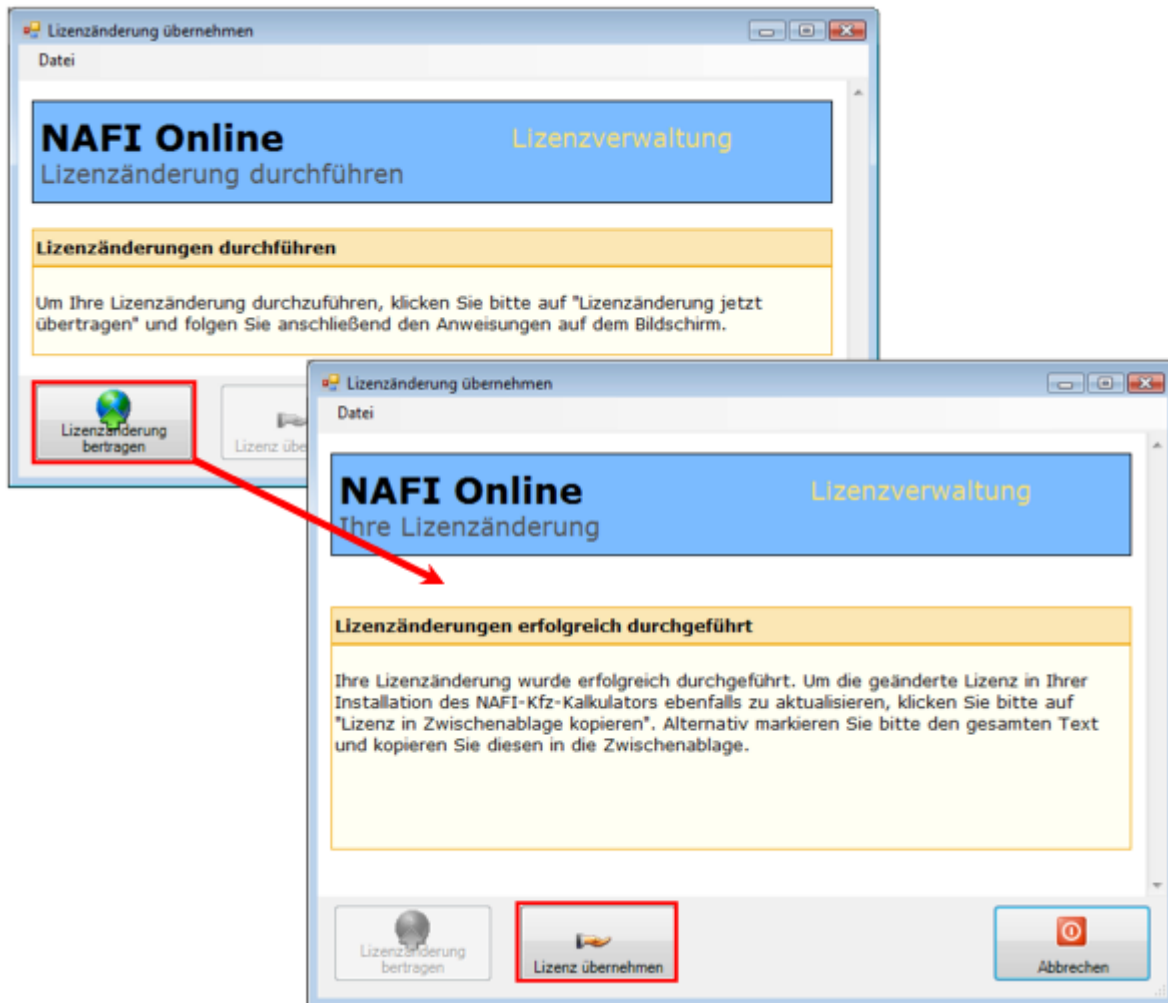 Lizenzänderung übernehmen
Datei
NAFI Online
Lizenzverwaltung
Lizenzänderung durchführen
Lizenzänderungen durchführen
Um Ihre Lizenzänderung durchzuführen, klicken Sie bitte auf "Lizenzänderung jetzt
übertragen" und folgen Sie anschließend den Anweisungen auf dem Bildschirm.
Lizenzänderung
bertragen
Lizenz übe
Lizenzänderung übernehmen
Datei
NAFI Online
Lizenzverwaltung
Ihre Lizenzänderung
Lizenzänderungen erfolgreich durchgeführt
Ihre Lizenzänderung wurde erfolgreich durchgeführt. Um die geänderte Lizenz in Ihrer
Installation des NAFI-Kfz-Kalkulators ebenfalls zu aktualisieren, klicken Sie bitte auf
"Lizenz in Zwischenablage kopieren". Alternativ markieren Sie bitte den gesamten Text
und kopieren Sie diesen in die Zwischenablage.
Lizenzänderung
bertragen
Lizenz übernehmen
Abbrechen